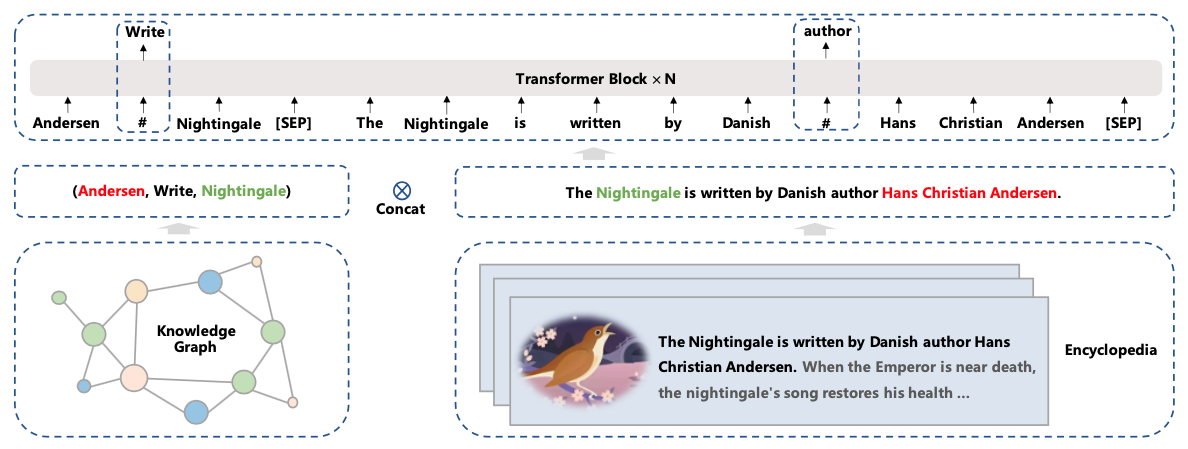 Write author
Transformer Block × N
Andersen # Nightingale [SEP] The Nightingale is written by Danish # Hans Christian Andersen [SEP]
(Andersen, Write, Nightingale)
Concat
The Nightingale is written by Danish author Hans Christian Andersen.
Knowledge
Graph
The Nightingale is written by Danish author Hans
Christian Andersen. When the Emperor is near death,
the nightingale's song restores his health ...
Encyclopedia